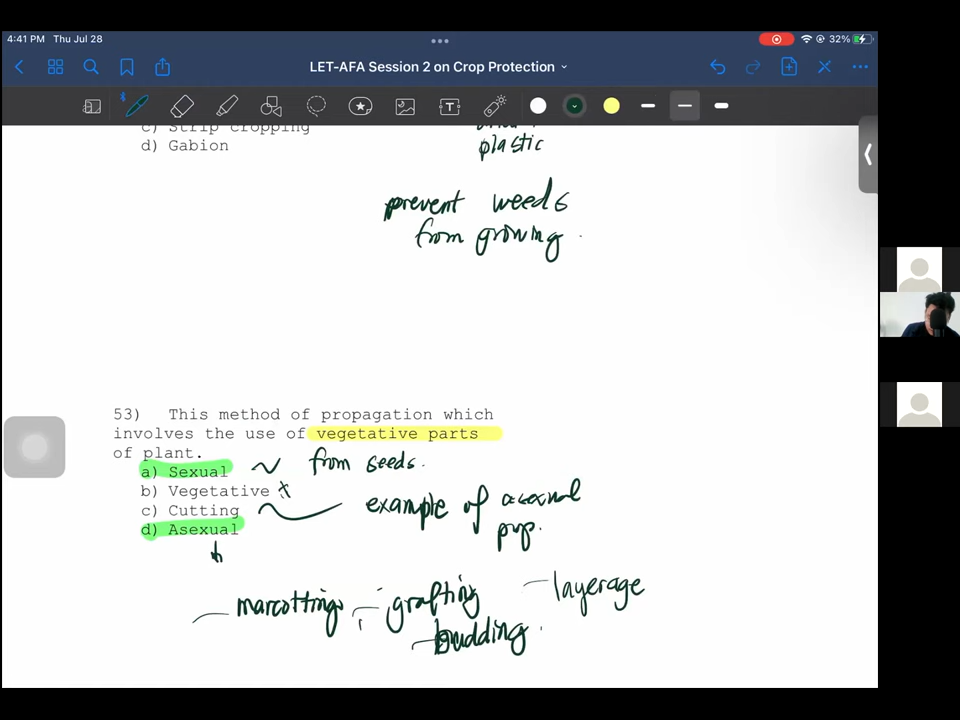 4:41 PM Thu Jul 28
32%
LET-AFA Session 2 on Crop Protection
c) Strip cropping
d) Gabion
plastic
prevent weeds
from growing.
53) This method of propagation which
involves the use of vegetative parts
of plant.
a) Sexual from seeds.
b) Vegetative x
c) Cutting example of asexual
prop.
d) Asexual
marcotting - grafting - layerage
- budding.